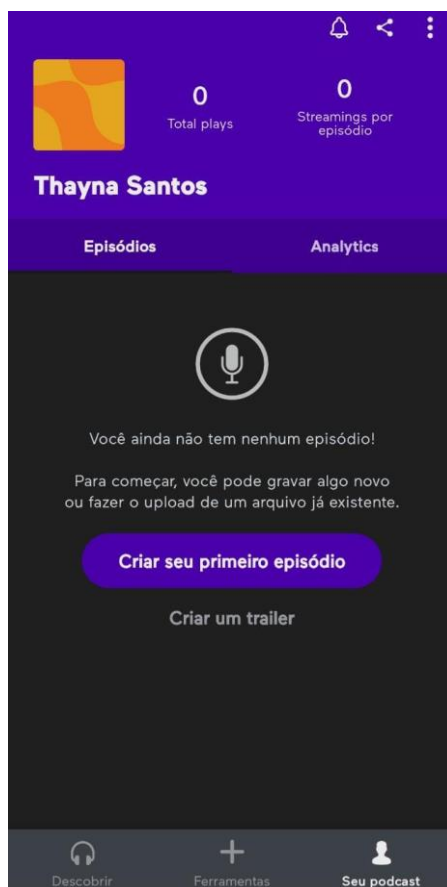 0
Total plays
0
Streamings por
episódio
Thayna Santos
Episódios
Analytics
Você ainda não tem nenhum episódio!
Para começar, você pode gravar algo novo
ou fazer o upload de um arquivo já existente.
Criar seu primeiro episódio
Criar um trailer
Descobrir
Ferramentas
Seu podcast